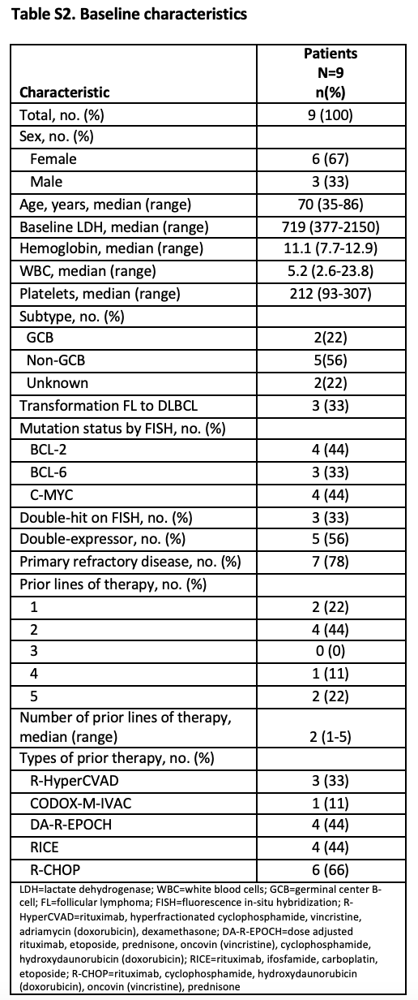 Table S2. Baseline characteristics
Characteristic
Patients
N=9
n(%)
Total, no. (%) 9 (100)
Sex, no. (%)
Female 6 (67)
Male 3 (33)
Age, years, median (range) 70 (35-86)
Baseline LDH, median (range) 719 (377-2150)
Hemoglobin, median (range) 11.1 (7.7-12.9)
WBC, median (range) 5.2 (2.6-23.8)
Platelets, median (range) 212 (93-307)
Subtype, no. (%)
GCB 2(22)
Non-GCB 5(56)
Unknown 2(22)
Transformation FL to DLBCL 3 (33)
Mutation status by FISH, no. (%)
BCL-2 4 (44)
BCL-6 3 (33)
C-MYC 4 (44)
Double-hit on FISH, no. (%) 3 (33)
Double-expressor, no. (%) 5 (56)
Primary refractory disease, no. (%) 7 (78)
Prior lines of therapy, no. (%)
1 2 (22)
2 4 (44)
3 0 (0)
4 1 (11)
5 2 (22)
Number of prior lines of therapy,
median (range) 2 (1-5)
Types of prior therapy, no. (%)
R-HyperCVAD 3 (33)
CODOX-M-IVAC 1 (11)
DA-R-EPOCH 4 (44)
RICE 4 (44)
R-CHOP 6 (66)
LDH=lactate dehydrogenase; WBC=white blood cells; GCB=germinal center B-
cell; FL=follicular lymphoma; FISH=fluorescence in-situ hybridization; R-
HyperCVAD=rituximab, hyperfractionated cyclophosphamide, vincristine,
adriamycin (doxorubicin), dexamethasone; DA-R-EPOCH=dose adjusted
rituximab, etoposide, prednisone, oncovin (vincristine), cyclophosphamide,
hydroxydaunorubicin (doxorubicin); RICE=rituximab, ifosfamide, carboplatin,
etoposide; R-CHOP=rituximab, cyclophosphamide, hydroxydaunorubicin
(doxorubicin), oncovin (vincristine), prednisone